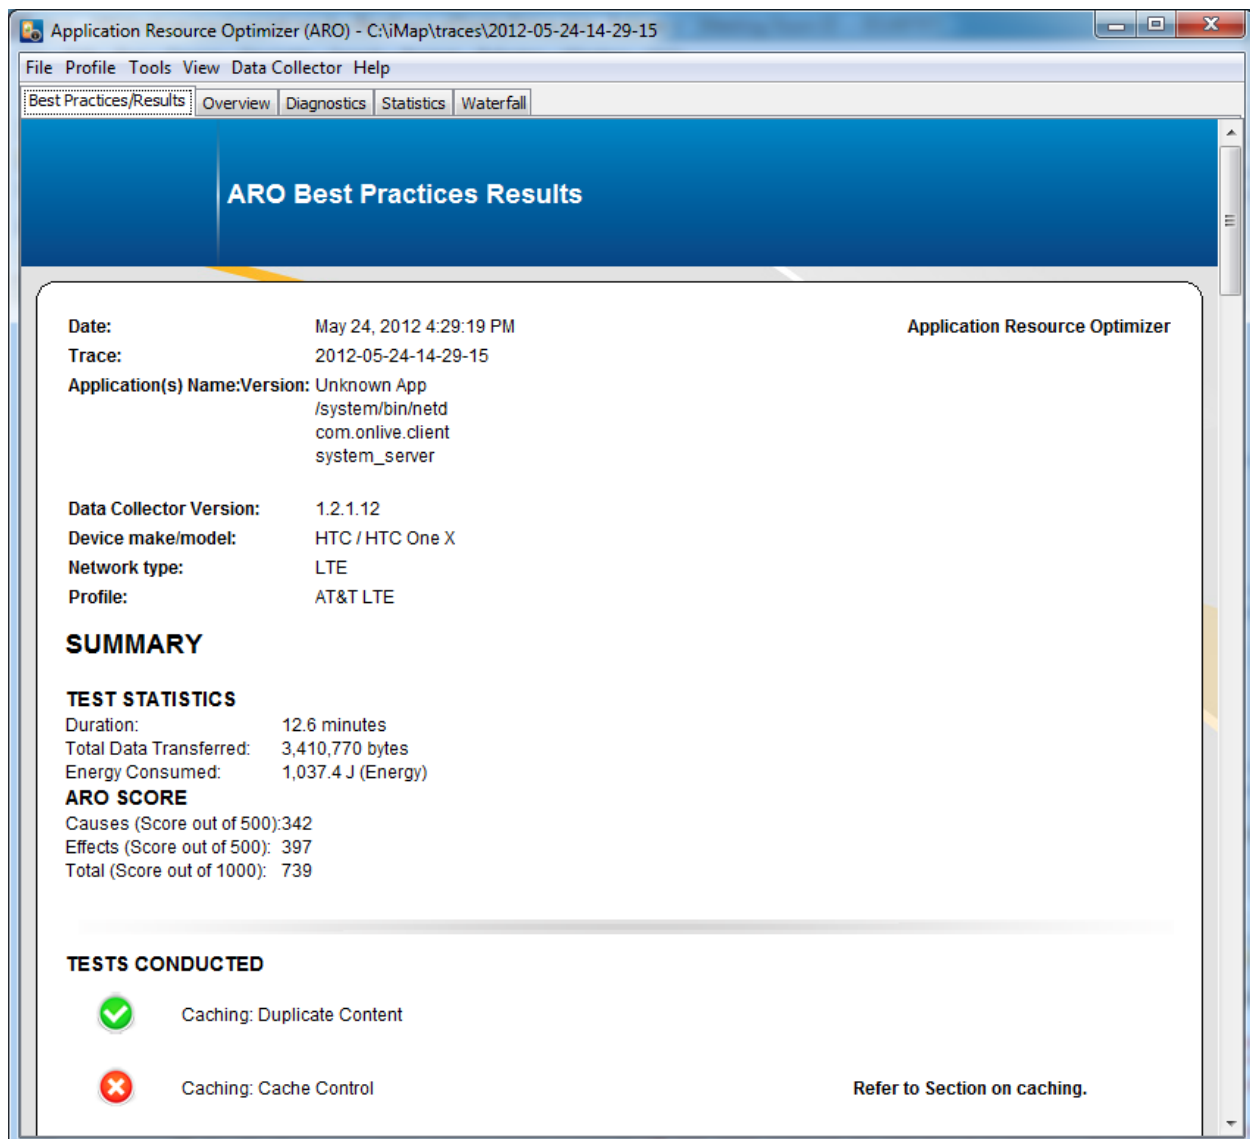 Application Resource Optimizer (ARO) - C:\iMap\traces\2012-05-24-14-29-15
File Profile Tools View Data Collector Help
Best Practices/Results Overview Diagnostics Statistics Waterfall
ARO Best Practices Results
Date: May 24, 2012 4:29:19 PM Application Resource Optimizer
Trace: 2012-05-24-14-29-15
Application(s) Name:Version: Unknown App
/system/bin/netd
com.onlive.client
system_server
Data Collector Version: 1.2.1.12
Device make/model: HTC / HTC One X
Network type: LTE
Profile: AT&T LTE
SUMMARY
TEST STATISTICS
Duration: 12.6 minutes
Total Data Transferred: 3,410,770 bytes
Energy Consumed: 1,037.4 J (Energy)
ARO SCORE
Causes (Score out of 500):342
Effects (Score out of 500): 397
Total (Score out of 1000): 739
TESTS CONDUCTED
Caching: Duplicate Content
Caching: Cache Control Refer to Section on caching.